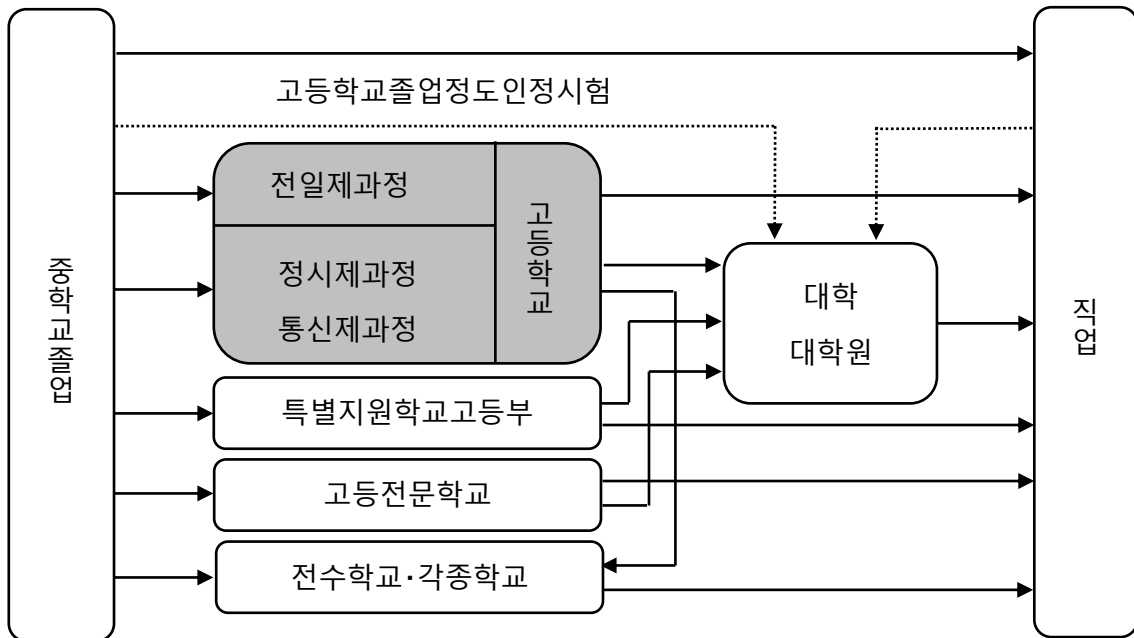 고등학교졸업정도인정시험
중학교졸업
전일제과정
고등학교
정시제과정
통신제과정
대학
대학원
직업
특별지원학교고등부
고등전문학교
전수학교·각종학교